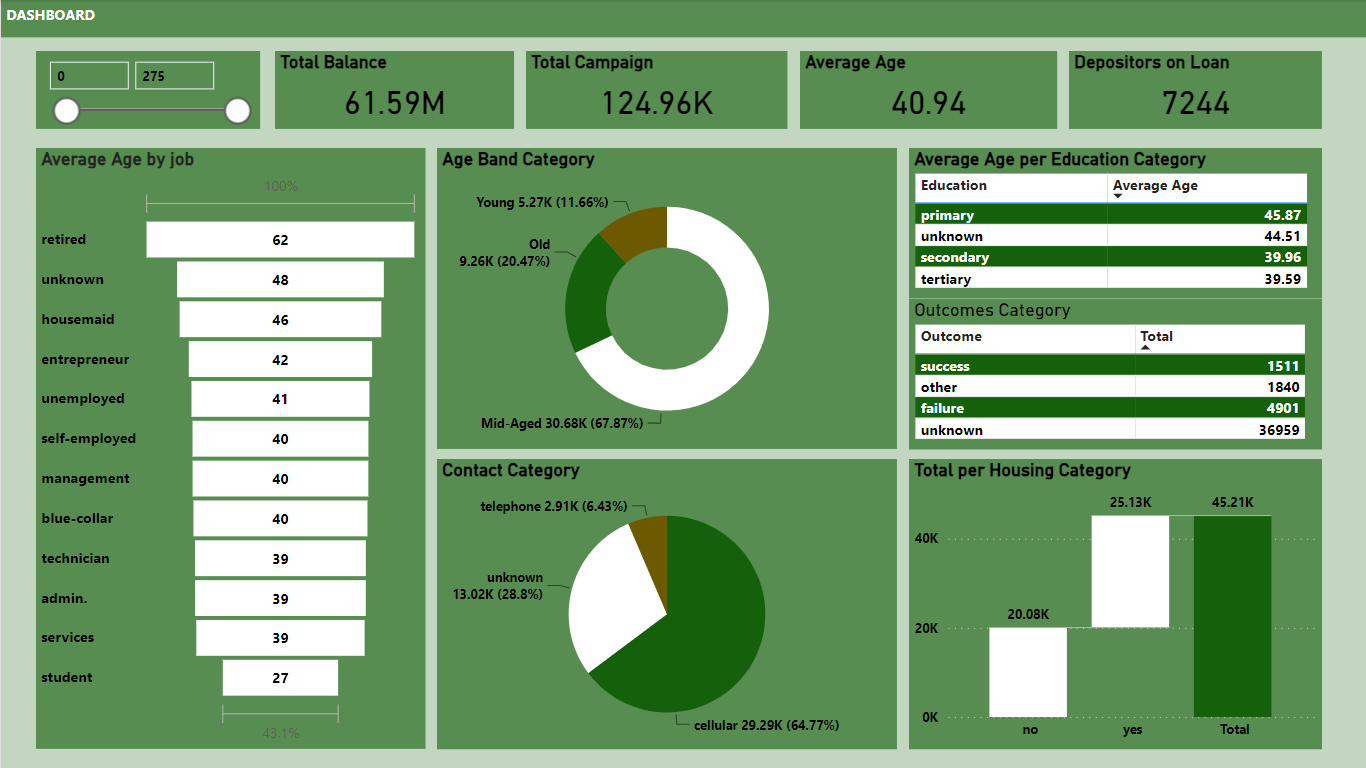 DASHBOARD
0
275
Total Balance
61.59M
Total Campaign
124.96K
Average Age
40.94
Depositors on Loan
7244
Average Age by job
100%
retired 62
unknown 48
housemaid 46
entrepreneur 42
unemployed 41
self-employed 40
management 40
blue-collar 40
technician 39
admin. 39
services 39
student 27
43.1%
Age Band Category
Young 5.27K (11.66%)
Old
9.26K (20.47%)
Mid-Aged 30.68K (67.87%)
Average Age per Education Category
Education Average Age
primary 45.87
unknown 44.51
secondary 39.96
tertiary 39.59
Outcomes Category
Outcome Total
success 1511
other 1840
failure 4901
unknown 36959
Contact Category
telephone 2.91K (6.43%)
unknown
13.02K (28.8%)
cellular 29.29K (64.77%)
Total per Housing Category
25.13K 45.21K
40K
20.08K
20K
0K
no yes Total